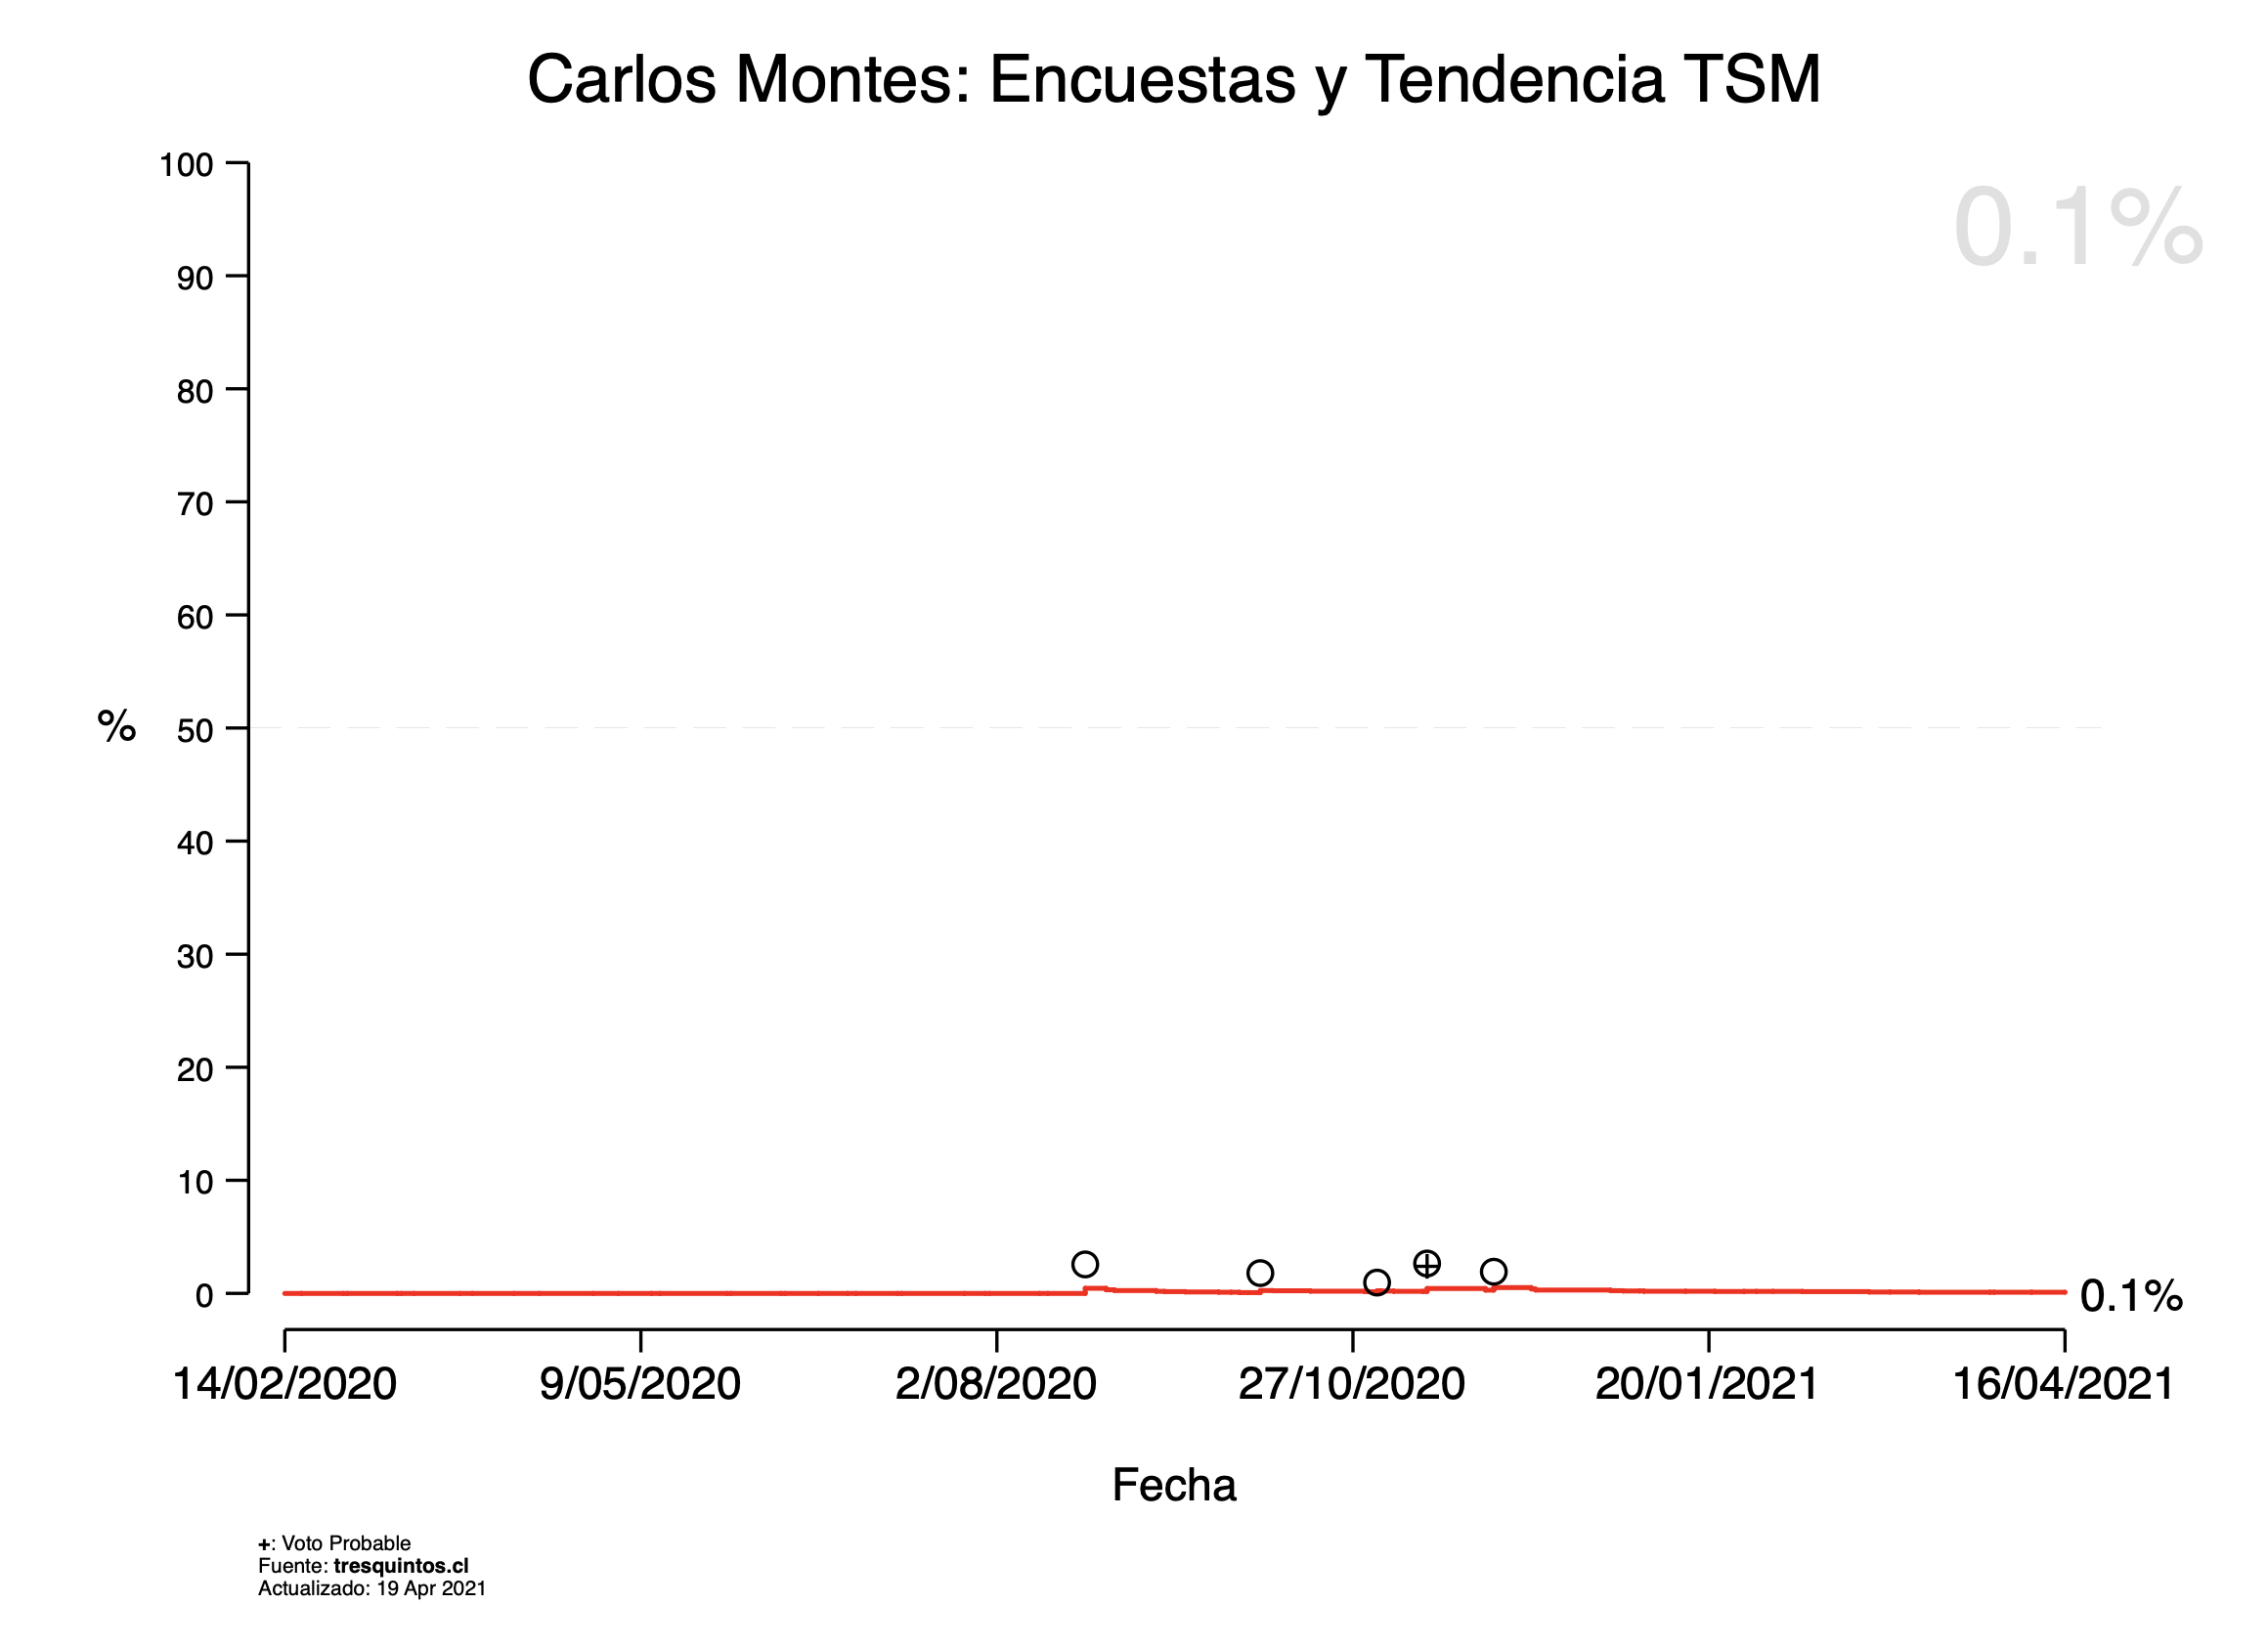 Carlos Montes: Encuestas y Tendencia TSM
0.1%
100
90
80
70
60
% 50
40
30
20
10
0
0.1%
14/02/2020 9/05/2020 2/08/2020 27/10/2020 20/01/2021 16/04/2021
Fecha
+: Voto Probable
Fuente: tresquintos.cl
Actualizado: 19 Apr 2021